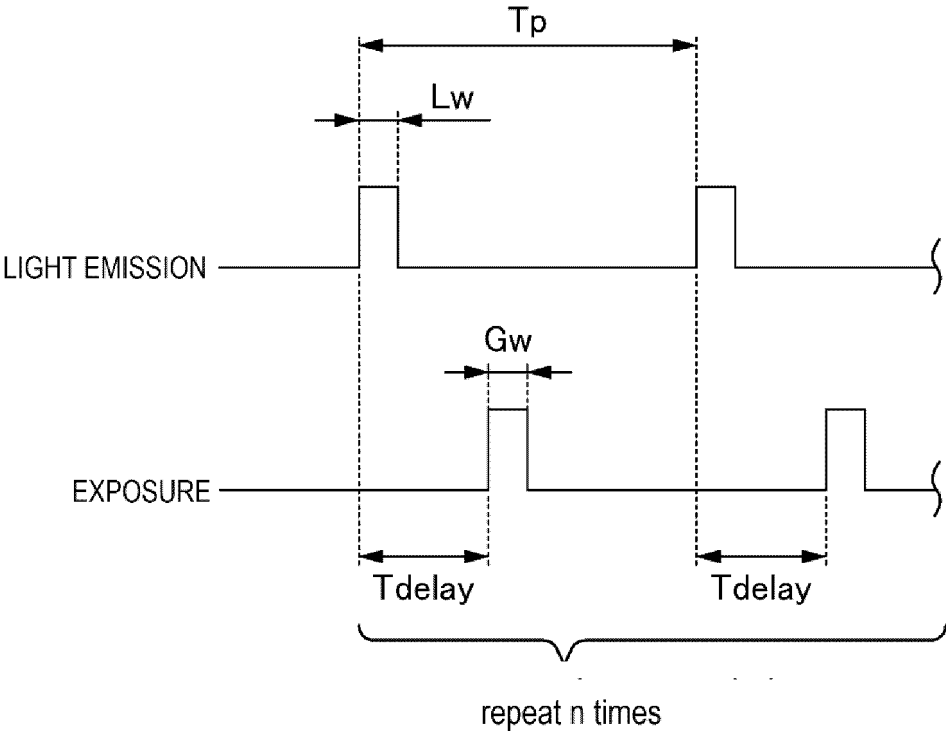 Tp
Lw
LIGHT EMISSION
Gw
EXPOSURE
Tdelay
Tdelay
repeat n times